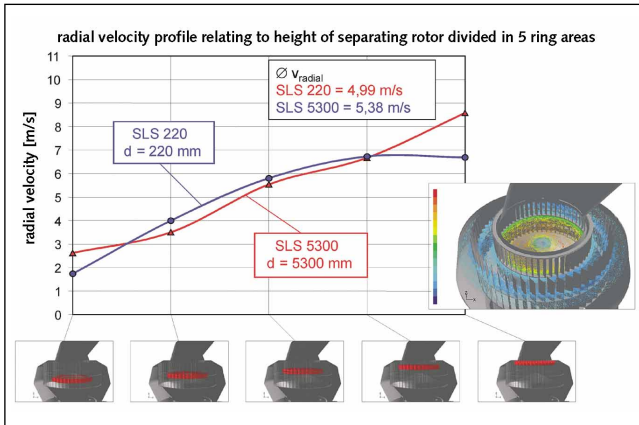 radial velocity profile relating to height of separating rotor divided in 5 ring areas
radial velocity [m/s]
11
10
9
8
7
6
5
4
3
2
1
0
Ø vradial
SLS 220 = 4,99 m/s
SLS 5300 = 5,38 m/s
SLS 220
d = 220 mm
SLS 5300
d = 5300 mm